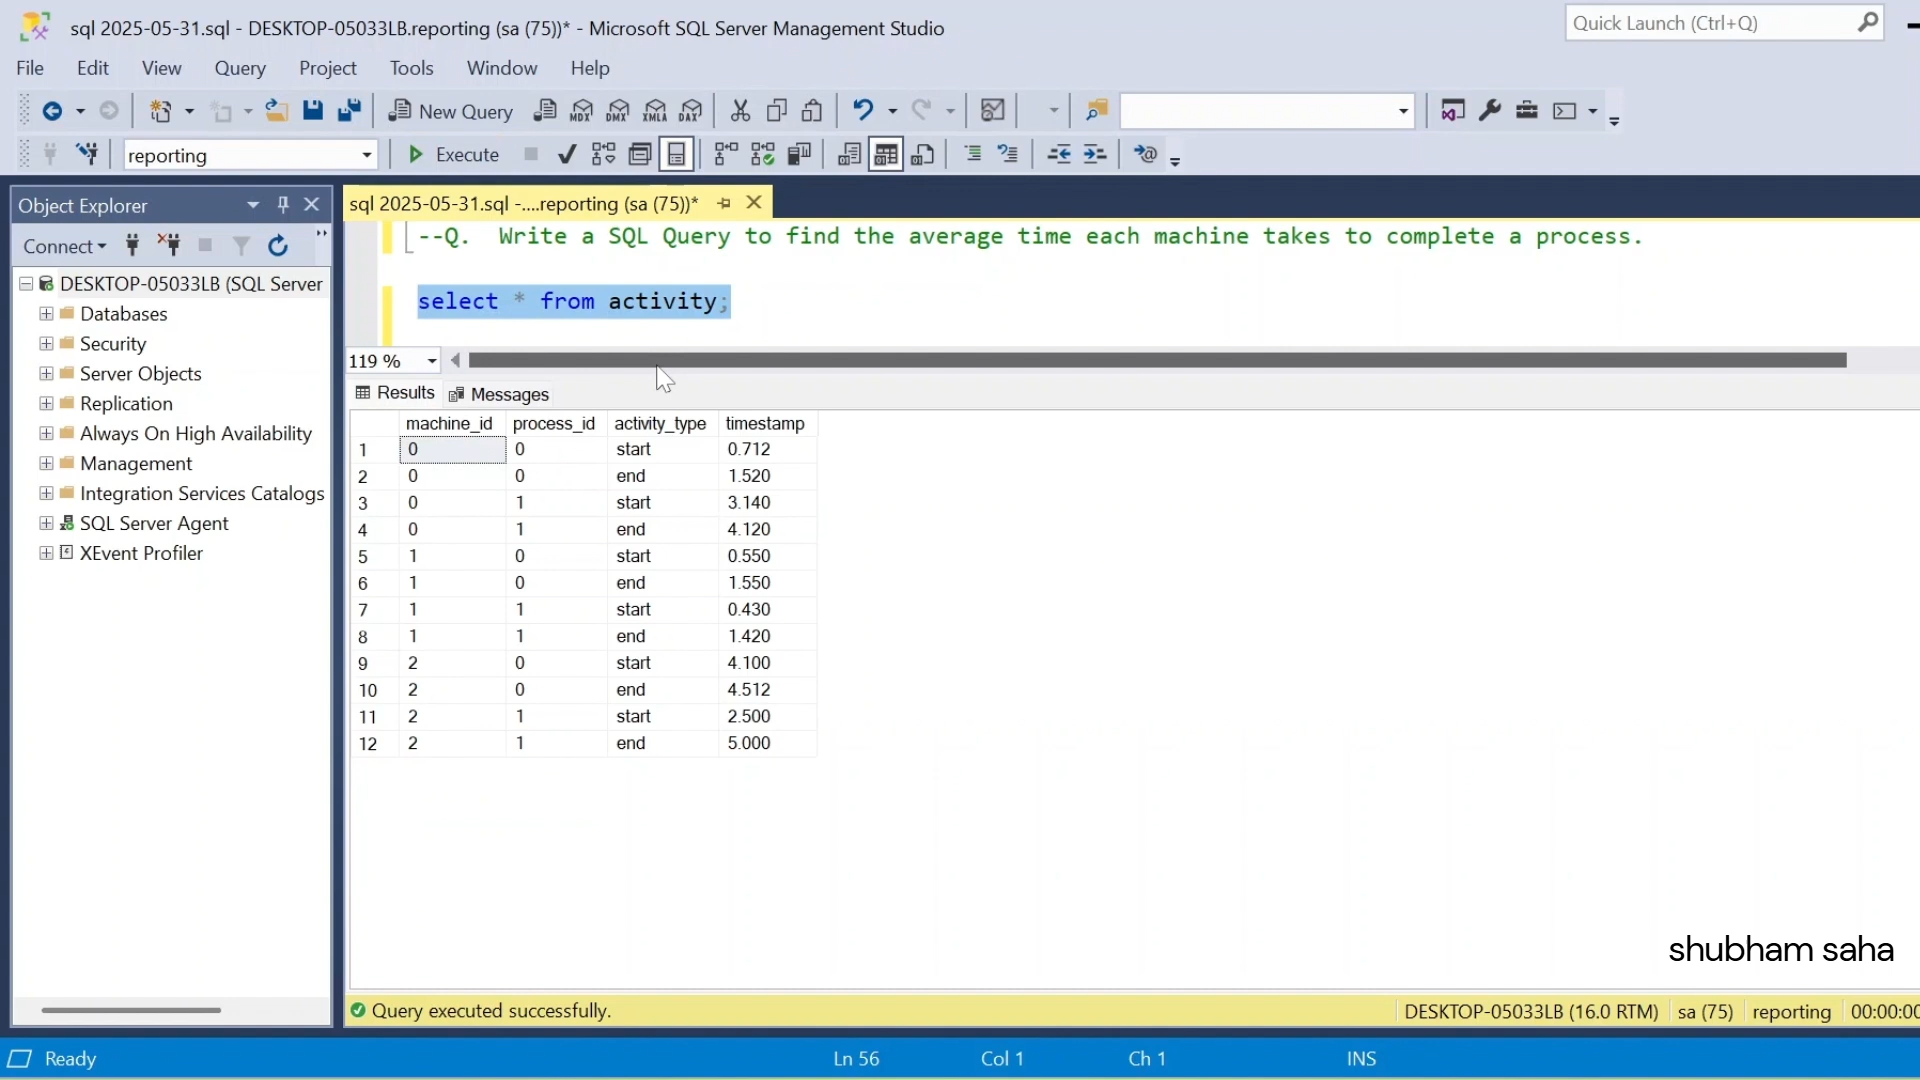 sql 2025-05-31.sql - DESKTOP-05033LB.reporting (sa (75))* - Microsoft SQL Server Management Studio
Quick Launch (Ctrl+Q)
File Edit View Query Project Tools Window Help
New Query MDX DMX XMLA DAX
reporting Execute
Object Explorer
Connect
DESKTOP-05033LB (SQL Server
Databases
Security
Server Objects
Replication
Always On High Availability
Management
Integration Services Catalogs
SQL Server Agent
XEvent Profiler
sql 2025-05-31.sql -....reporting (sa (75))*
--Q. Write a SQL Query to find the average time each machine takes to complete a process.
select * from activity;
119 %
Results Messages
machine_id process_id activity_type timestamp
1 0 0 start 0.712
2 0 0 end 1.520
3 0 1 start 3.140
4 0 1 end 4.120
5 1 0 start 0.550
6 1 0 end 1.550
7 1 1 start 0.430
8 1 1 end 1.420
9 2 0 start 4.100
10 2 0 end 4.512
11 2 1 start 2.500
12 2 1 end 5.000
shubham saha
Query executed successfully. DESKTOP-05033LB (16.0 RTM) sa (75) reporting 00:00:00
Ready Ln 56 Col 1 Ch 1 INS